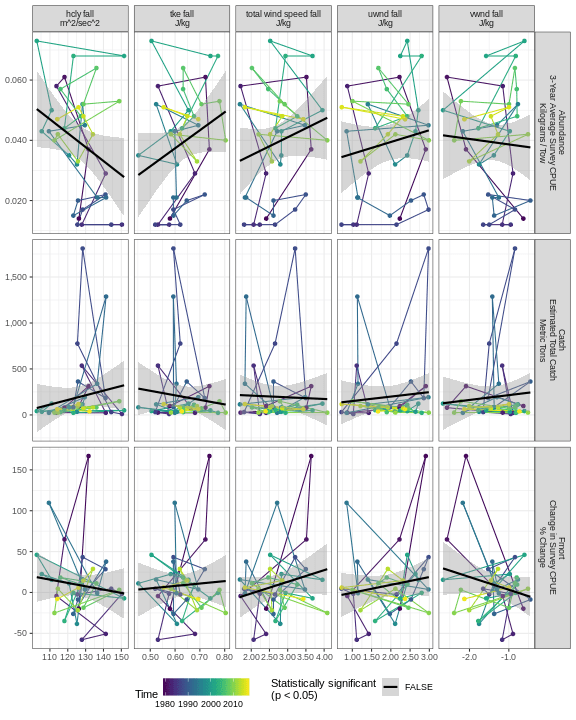 hcly fall
m^2/sec^2
tke fall
J/kg
total wind speed fall
J/kg
uwnd fall
J/kg
vwnd fall
J/kg
0.060
0.040
0.020
Abundance
3-Year Average Survey CPUE
Kilograms / Tow
1,500
1,000
500
0
Catch
Estimated Total Catch
Metric Tons
150
100
50
0
-50
Fmort
Change in Survey CPUE
% Change
110 120 130 140 150
0.50 0.60 0.70 0.80
2.00 2.50 3.00 3.50 4.00
1.00 1.50 2.00 2.50 3.00
-2.0 -1.0
Time
1980 1990 2000 2010
Statistically significant
(p < 0.05)
FALSE